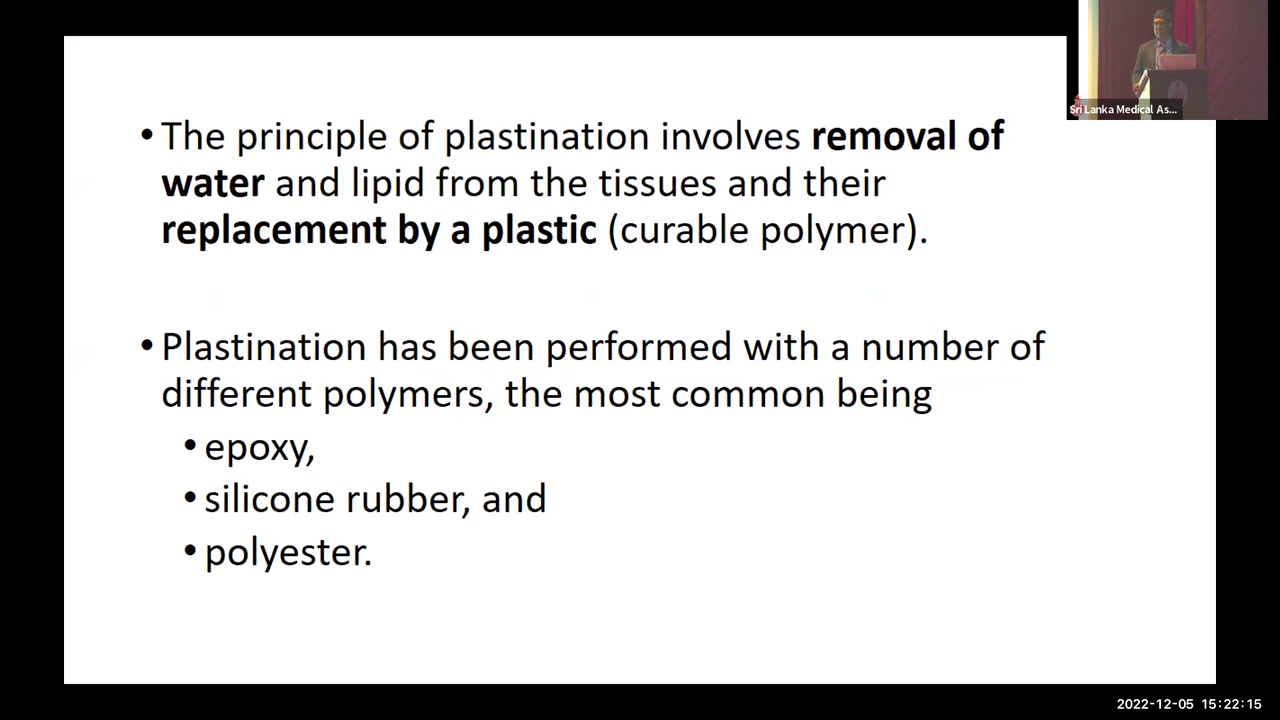 Sri Lanka Medical As...
• The principle of plastination involves removal of
water and lipid from the tissues and their
replacement by a plastic (curable polymer).
• Plastination has been performed with a number of
different polymers, the most common being
• epoxy,
• silicone rubber, and
• polyester.
2022-12-05 15:22:15